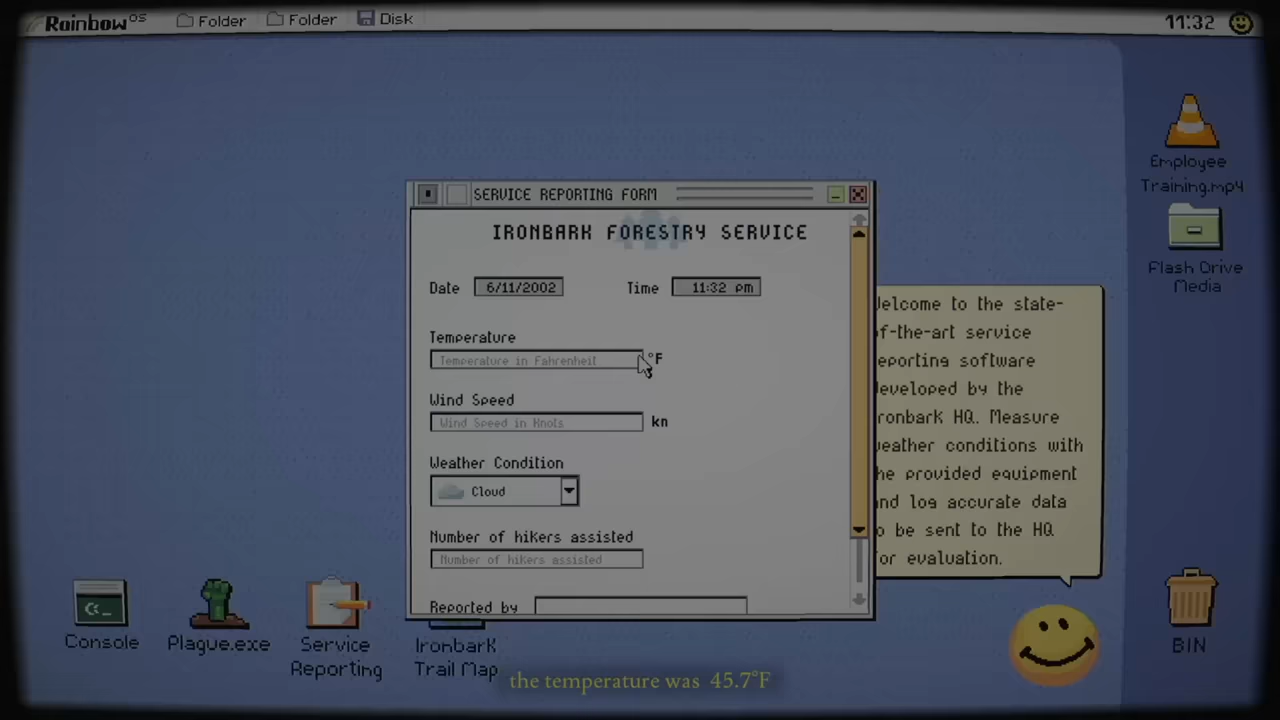 Rainbow OS
Folder
Folder
Disk
11:32
Employee
Training.mp4
Flash Drive
Media
SERVICE REPORTING FORM
IRONBARK FORESTRY SERVICE
Date 6/11/2002 Time 11:32 pm
Temperature
Temperature in Fahrenheit °F
Wind Speed
Wind Speed in Knots kn
Weather Condition
Cloud
Number of hikers assisted
Number of hikers assisted
Reported by
Welcome to the state-
of-the-art service
reporting software
developed by the
Ironbark HQ. Measure
weather conditions with
the provided equipment
and log accurate data
to be sent to the HQ
for evaluation.
Console
Plague.exe
Service
Reporting
Ironbark
Trail Map
BIN
the temperature was 45.7°F